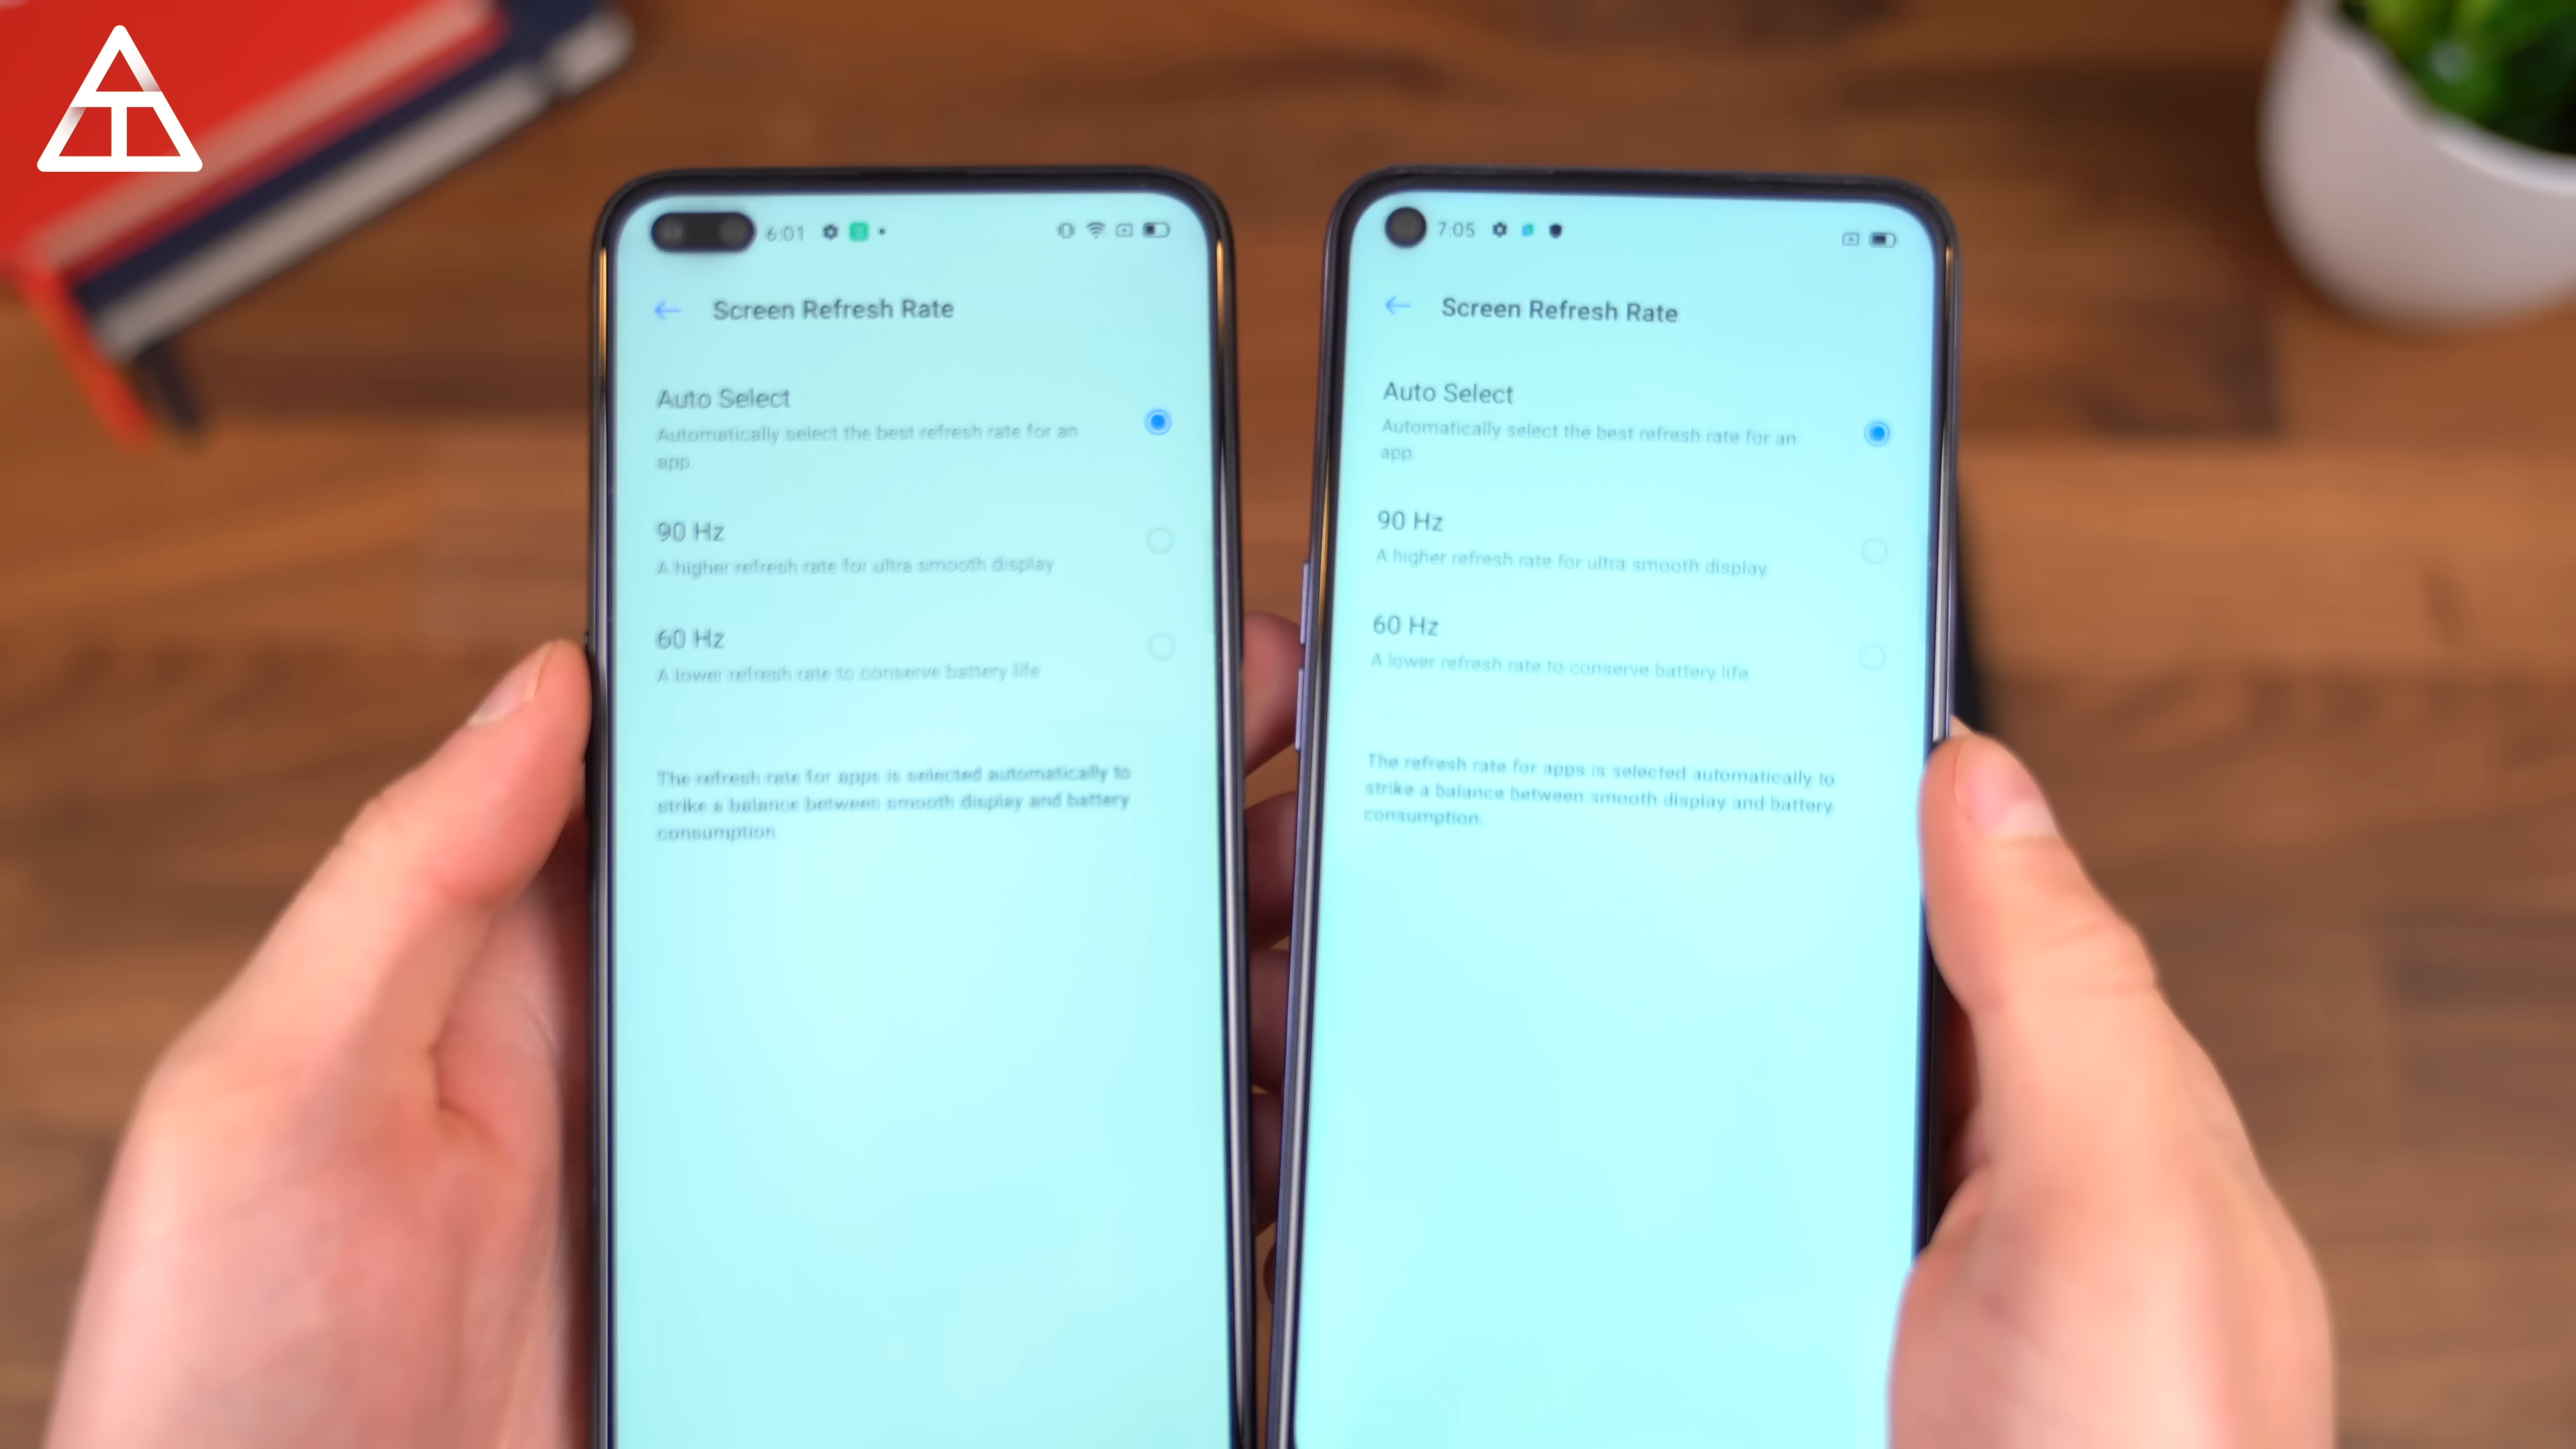 6:01
Screen Refresh Rate
Auto Select
Automatically select the best refresh rate for an
app.
90 Hz
A higher refresh rate for ultra smooth display
60 Hz
A lower refresh rate to conserve battery life
The refresh rate for apps is selected automatically to
strike a balance between smooth display and battery
consumption.
7:05
Screen Refresh Rate
Auto Select
Automatically select the best refresh rate for an
app.
90 Hz
A higher refresh rate for ultra smooth display
60 Hz
A lower refresh rate to conserve battery life
The refresh rate for apps is selected automatically to
strike a balance between smooth display and battery
consumption.